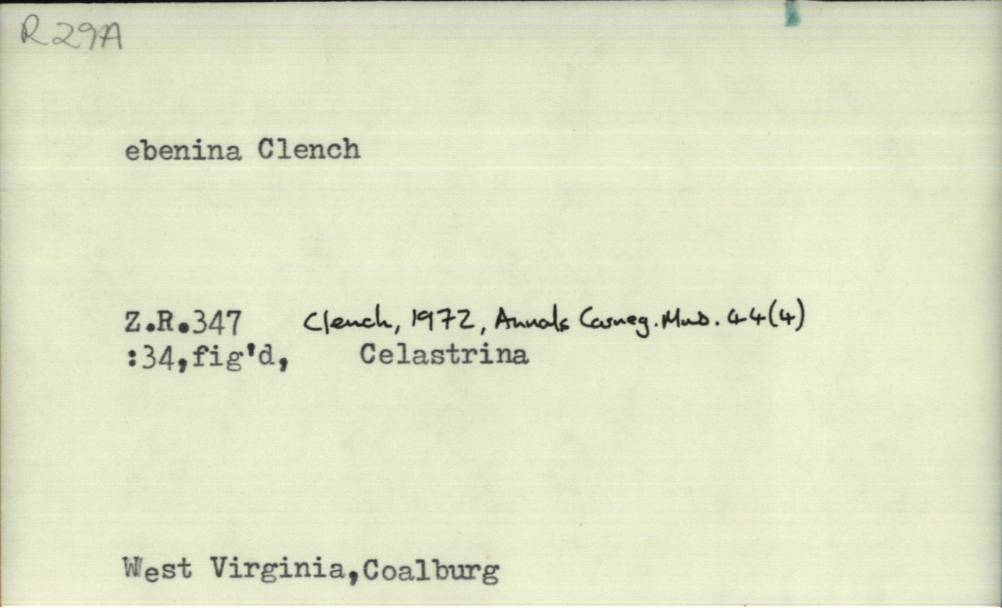 R29A
ebenina Clench
Z.R.347 Clench, 1972, Annals Carneg. Mus. 44(4)
:34,fig'd, Celastrina
West Virginia,Coalburg